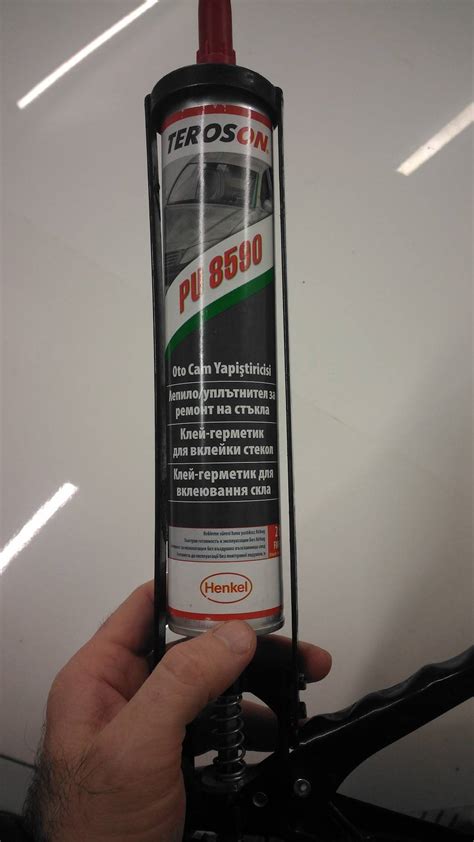 TEROSON
PU 8590
Oto Cam Yapıştiricisi
Лепило/уплътнител за
ремонт на стъкла
Клей-герметик
для вклейки стекол
Клей-герметик для
вклеювання скла
Henkel